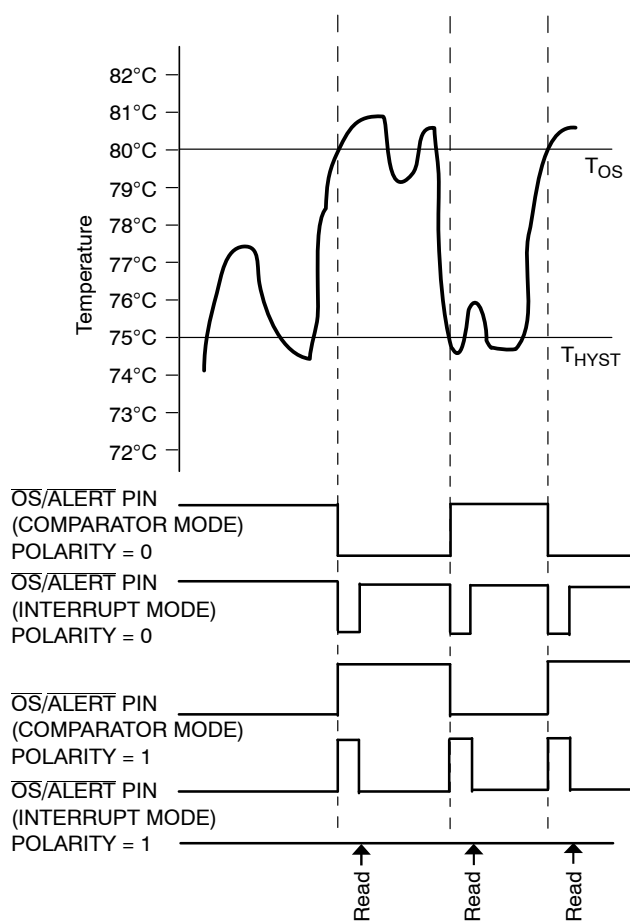 82°C
81°C
80°C
79°C
78°C
77°C
76°C
75°C
74°C
73°C
72°C
Temperature
TOS
THYST
OS/ALERT PIN
(COMPARATOR MODE)
POLARITY = 0
OS/ALERT PIN
(INTERRUPT MODE)
POLARITY = 0
OS/ALERT PIN
(COMPARATOR MODE)
POLARITY = 1
OS/ALERT PIN
(INTERRUPT MODE)
POLARITY = 1
Read
Read
Read